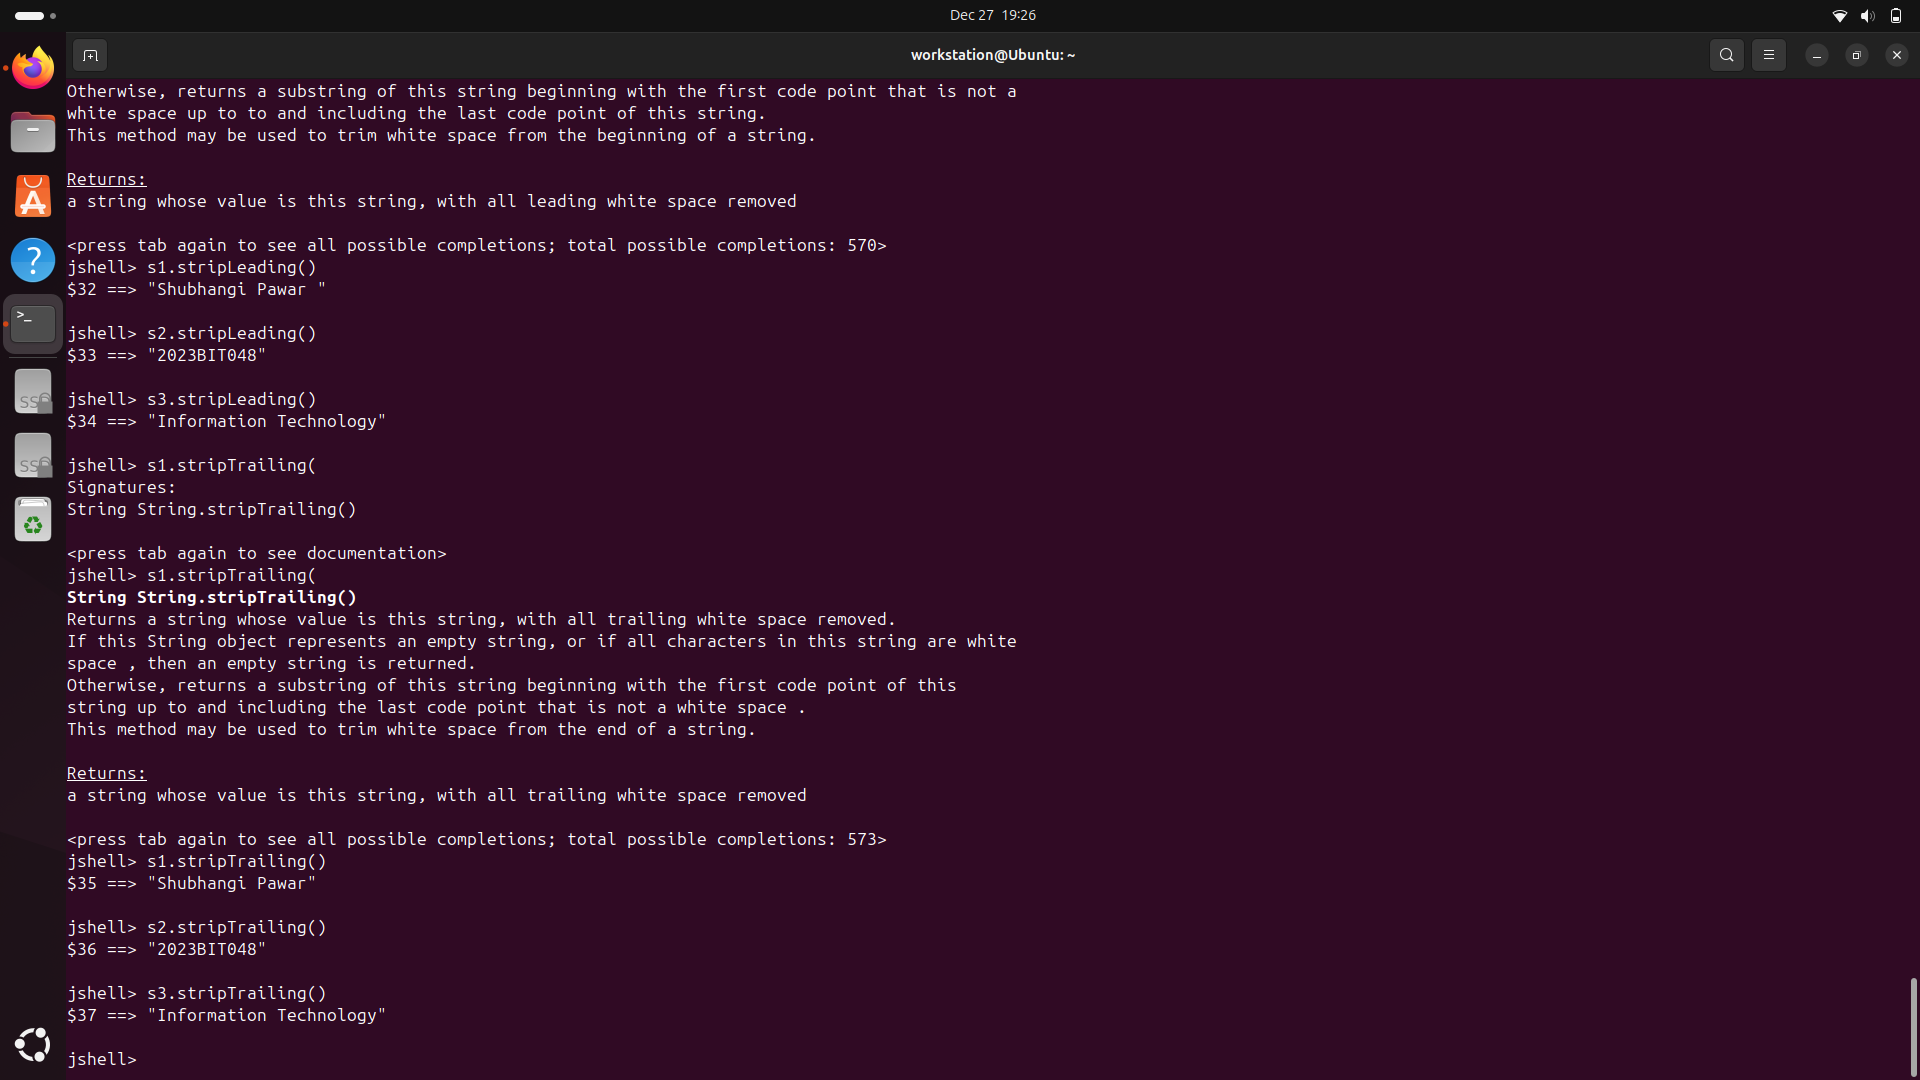 Dec 27 19:26
workstation@Ubuntu: ~
Otherwise, returns a substring of this string beginning with the first code point that is not a
white space up to to and including the last code point of this string.
This method may be used to trim white space from the beginning of a string.
Returns:
a string whose value is this string, with all leading white space removed
<press tab again to see all possible completions; total possible completions: 570>
jshell> s1.stripLeading()
$32 ==> "Shubhangi Pawar "
jshell> s2.stripLeading()
$33 ==> "2023BIT048"
jshell> s3.stripLeading()
$34 ==> "Information Technology"
jshell> s1.stripTrailing(
Signatures:
String String.stripTrailing()
<press tab again to see documentation>
jshell> s1.stripTrailing(
String String.stripTrailing()
Returns a string whose value is this string, with all trailing white space removed.
If this String object represents an empty string, or if all characters in this string are white
space , then an empty string is returned.
Otherwise, returns a substring of this string beginning with the first code point of this
string up to and including the last code point that is not a white space .
This method may be used to trim white space from the end of a string.
Returns:
a string whose value is this string, with all trailing white space removed
<press tab again to see all possible completions; total possible completions: 573>
jshell> s1.stripTrailing()
$35 ==> "Shubhangi Pawar"
jshell> s2.stripTrailing()
$36 ==> "2023BIT048"
jshell> s3.stripTrailing()
$37 ==> "Information Technology"
jshell>